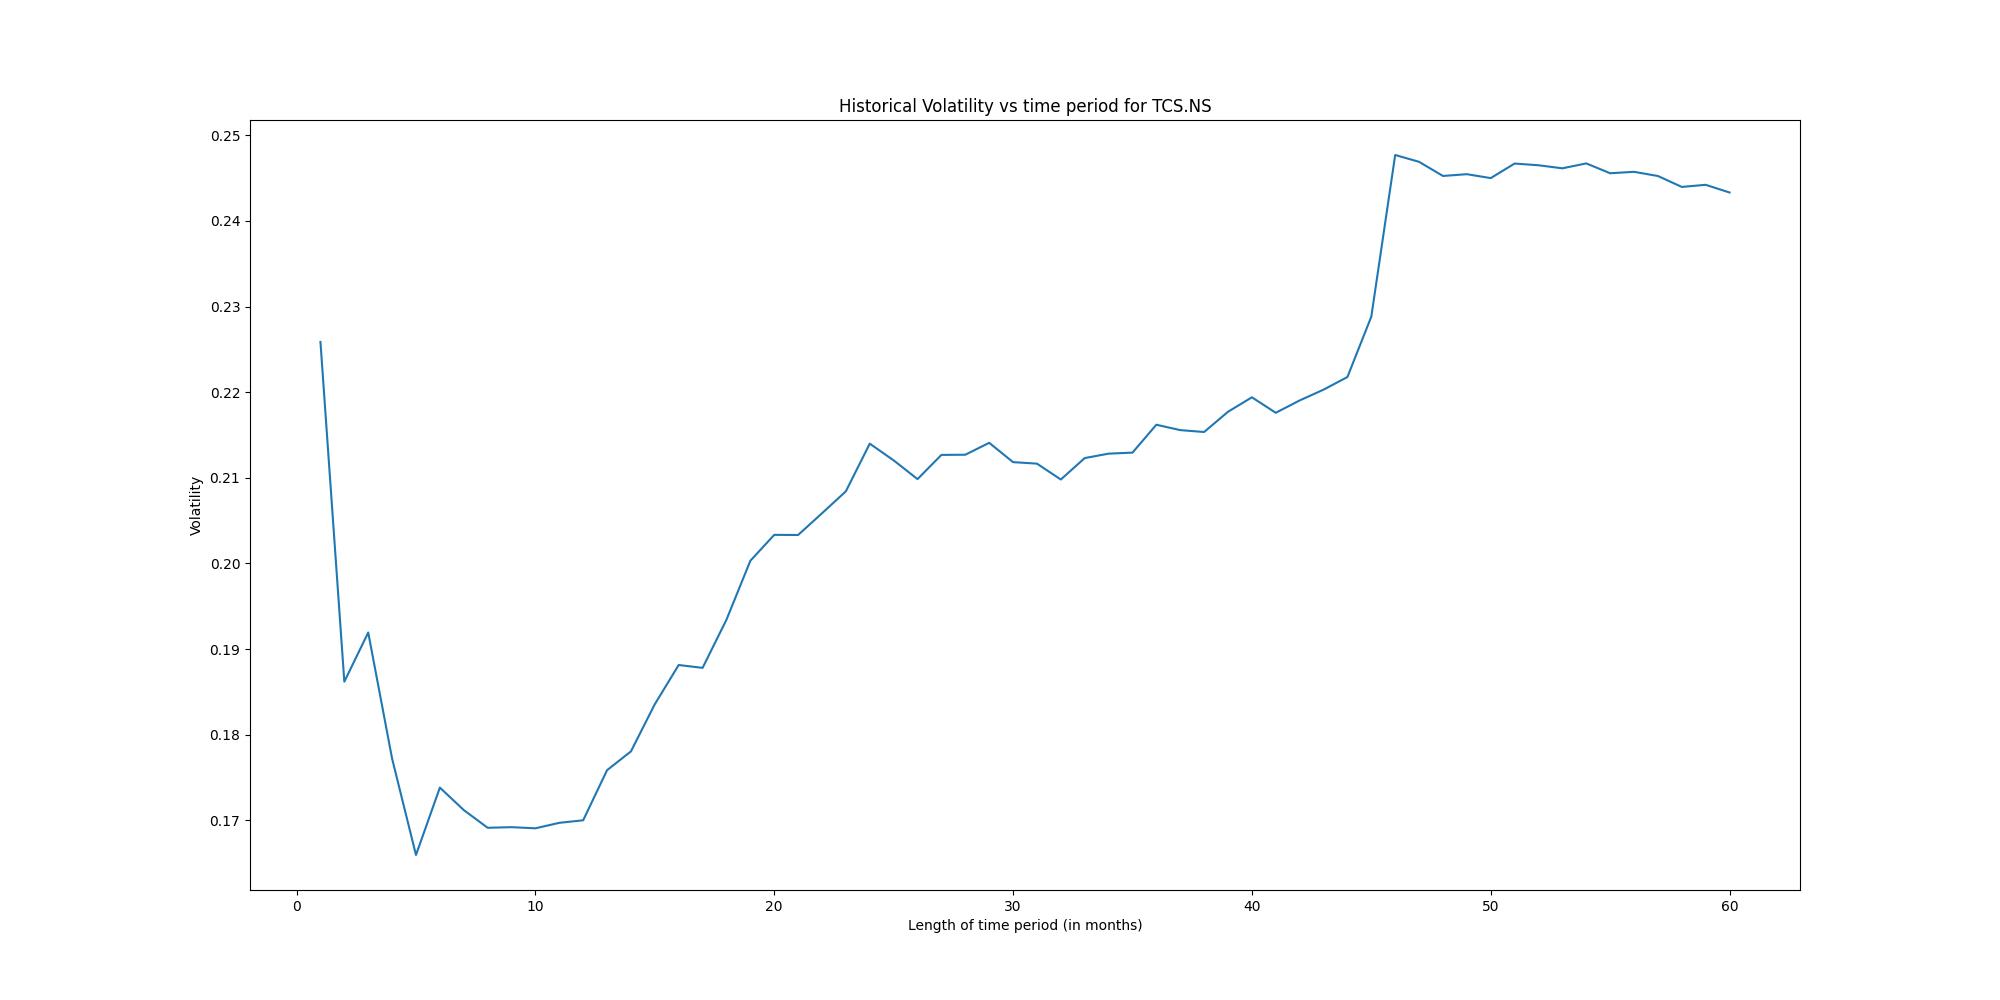 Historical Volatility vs time period for TCS.NS
0.25
0.24
0.23
0.22
0.21
0.20
0.19
0.18
0.17
Volatility
0 10 20 30 40 50 60
Length of time period (in months)